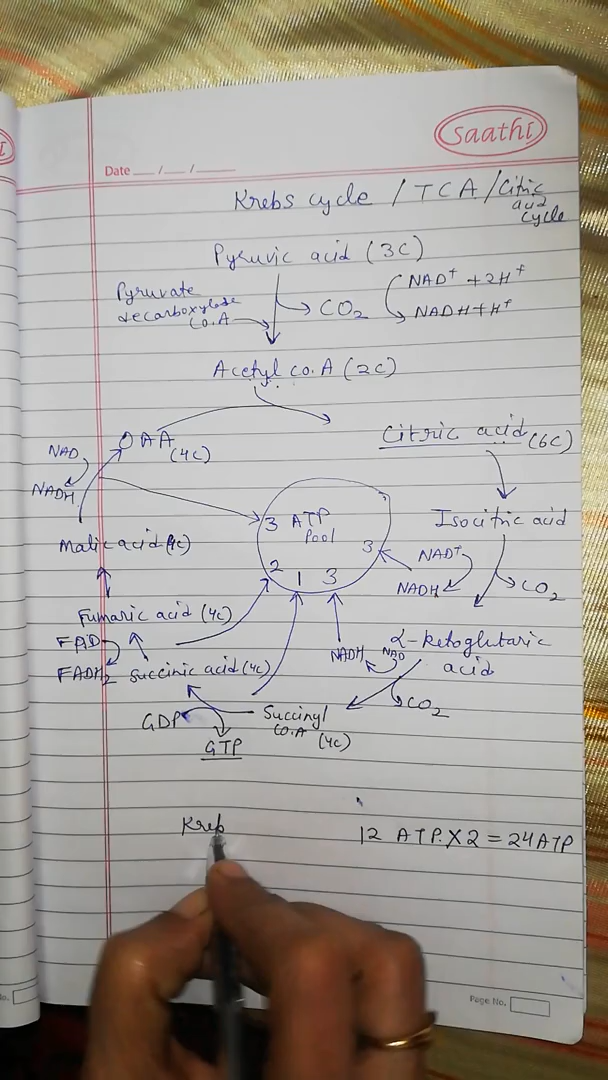 Saathi
Date __/__/____
Krebs cycle / TCA / Citric
acid
cycle
Pyruvic acid (3C)
Pyruvate
decarboxylase
Co.A
CO2
NAD+ + 2H+
NADH + H+
Acetyl co.A (2C)
OAA (4C)
Citric acid (6C)
NAD
NADH
3 ATP
Pool
3
2 1 3
Isocitric acid
Malic acid (4C)
NAD+
NADH
CO2
Fumaric acid (4C)
FAD
FADH2
Succinic acid (4C)
NADH NAD
α-ketoglutaric
acid
CO2
GDP
GTP
Succinyl
co.A (4C)
Kreb
12 ATP. X 2 = 24 ATP
Page No.